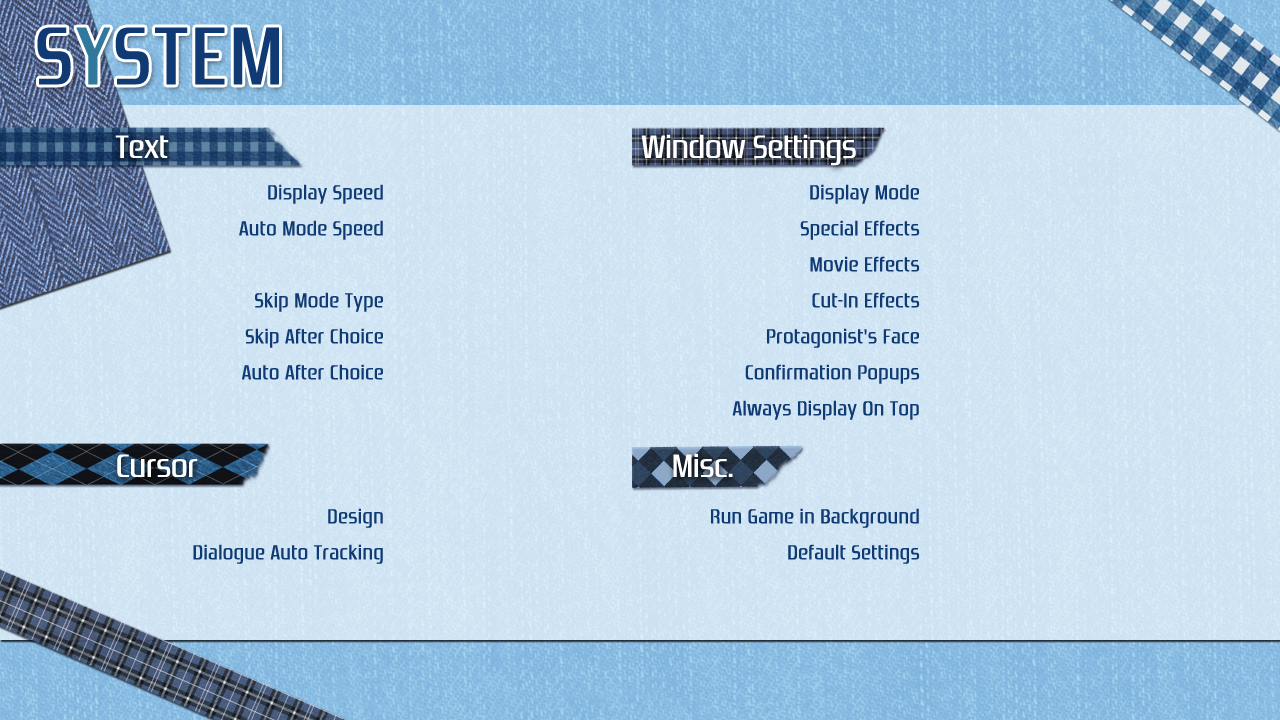 SYSTEM
Text
Display Speed
Auto Mode Speed
Skip Mode Type
Skip After Choice
Auto After Choice
Cursor
Design
Dialogue Auto Tracking
Window Settings
Display Mode
Special Effects
Movie Effects
Cut-In Effects
Protagonist's Face
Confirmation Popups
Always Display On Top
Misc.
Run Game in Background
Default Settings